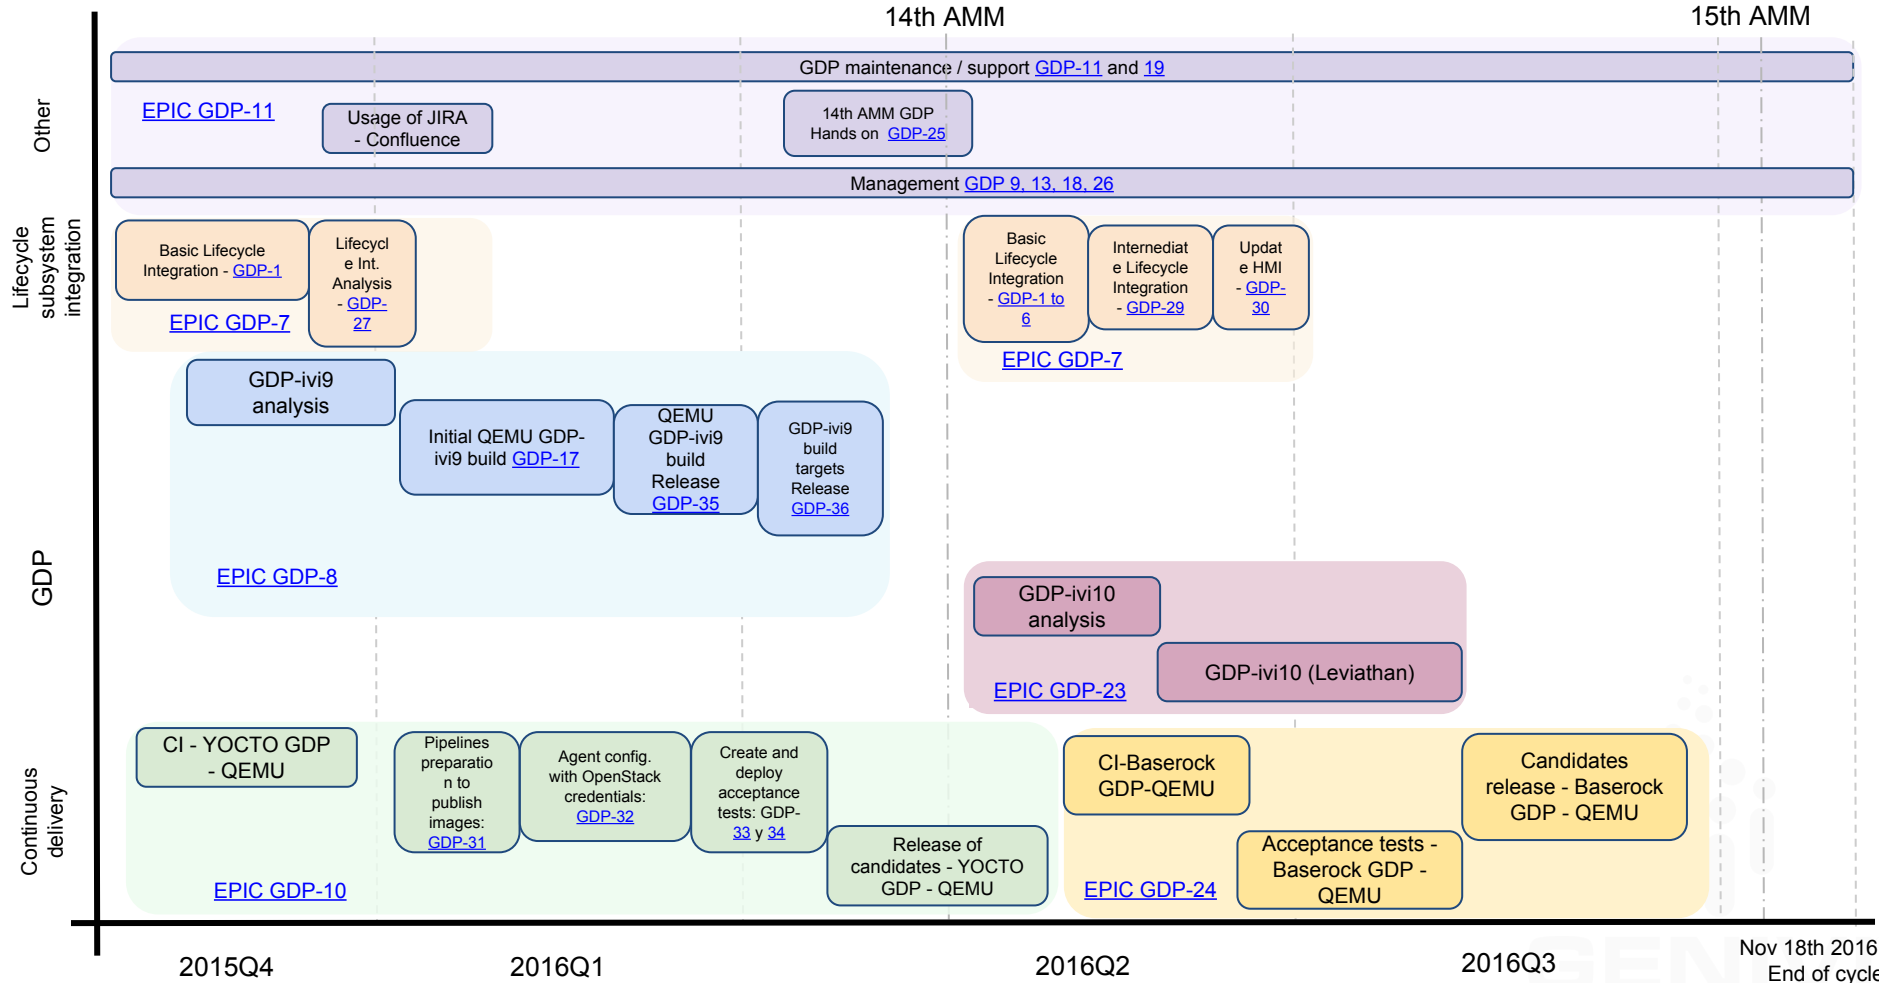 14th AMM
15th AMM
GDP maintenance / support GDP-11 and 19
Other
EPIC GDP-11
Usage of JIRA
- Confluence
14th AMM GDP
Hands on GDP-25
Management GDP 9, 13, 18, 26
Lifecycle
subsystem
integration
Basic Lifecycle
Integration - GDP-1
Lifecycl
e Int.
Analysis
- GDP-
27
EPIC GDP-7
Basic
Lifecycle
Integration
- GDP-1 to
6
Internediat
e Lifecycle
Integration
- GDP-29
Updat
e HMI
- GDP-
30
EPIC GDP-7
GDP
GDP-ivi9
analysis
Initial QEMU GDP-
ivi9 build GDP-17
QEMU
GDP-ivi9
build
Release
GDP-35
GDP-ivi9
build
targets
Release
GDP-36
EPIC GDP-8
GDP-ivi10
analysis
GDP-ivi10 (Leviathan)
EPIC GDP-23
Continuous
delivery
CI - YOCTO GDP
- QEMU
Pipelines
preparatio
n to
publish
images:
GDP-31
Agent config.
with OpenStack
credentials:
GDP-32
Create and
deploy
acceptance
tests: GDP-
33 y 34
Release of
candidates - YOCTO
GDP - QEMU
EPIC GDP-10
CI-Baserock
GDP-QEMU
Acceptance tests -
Baserock GDP -
QEMU
Candidates
release - Baserock
GDP - QEMU
EPIC GDP-24
2015Q4
2016Q1
2016Q2
2016Q3
Nov 18th 2016
End of cycle